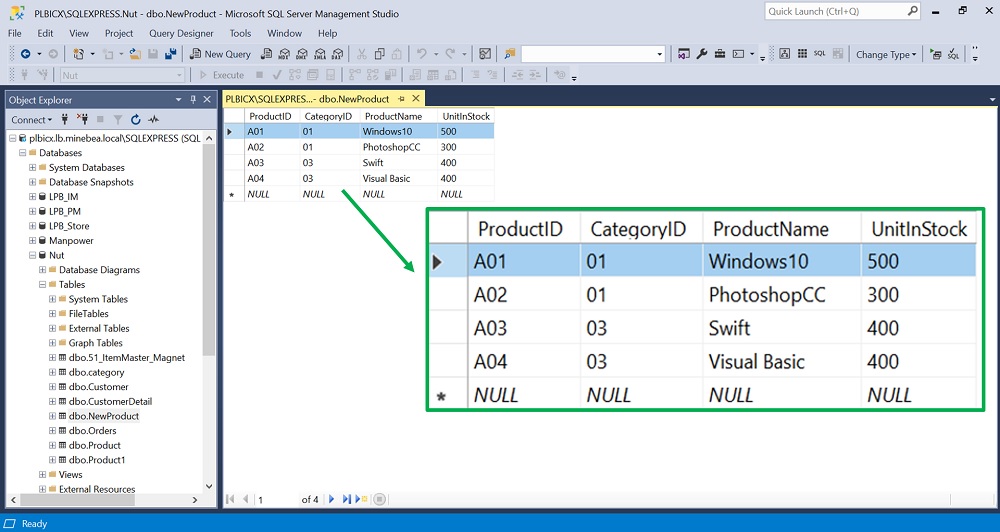 PLBICX\SQLEXPRESS.Nut - dbo.NewProduct - Microsoft SQL Server Management Studio
Quick Launch (Ctrl+Q)
File Edit View Project Query Designer Tools Window Help
New Query MDX DMX XMLA DAX SQL Change Type SQL
Nut Execute
Object Explorer
Connect
plbicx.lb.minebea.local\SQLEXPRESS (SQL
Databases
System Databases
Database Snapshots
LPB_IM
LPB_PM
LPB_Store
Manpower
Nut
Database Diagrams
Tables
System Tables
FileTables
External Tables
Graph Tables
dbo.51_ItemMaster_Magnet
dbo.category
dbo.Customer
dbo.CustomerDetail
dbo.NewProduct
dbo.Orders
dbo.Product
dbo.Product1
Views
External Resources
PLBICX\SQLEXPRES...- dbo.NewProduct
ProductID CategoryID ProductName UnitInStock
A01 01 Windows10 500
A02 01 PhotoshopCC 300
A03 03 Swift 400
A04 03 Visual Basic 400
* NULL NULL NULL NULL
ProductID CategoryID ProductName UnitInStock
A01 01 Windows10 500
A02 01 PhotoshopCC 300
A03 03 Swift 400
A04 03 Visual Basic 400
* NULL NULL NULL NULL
1 of 4
Ready